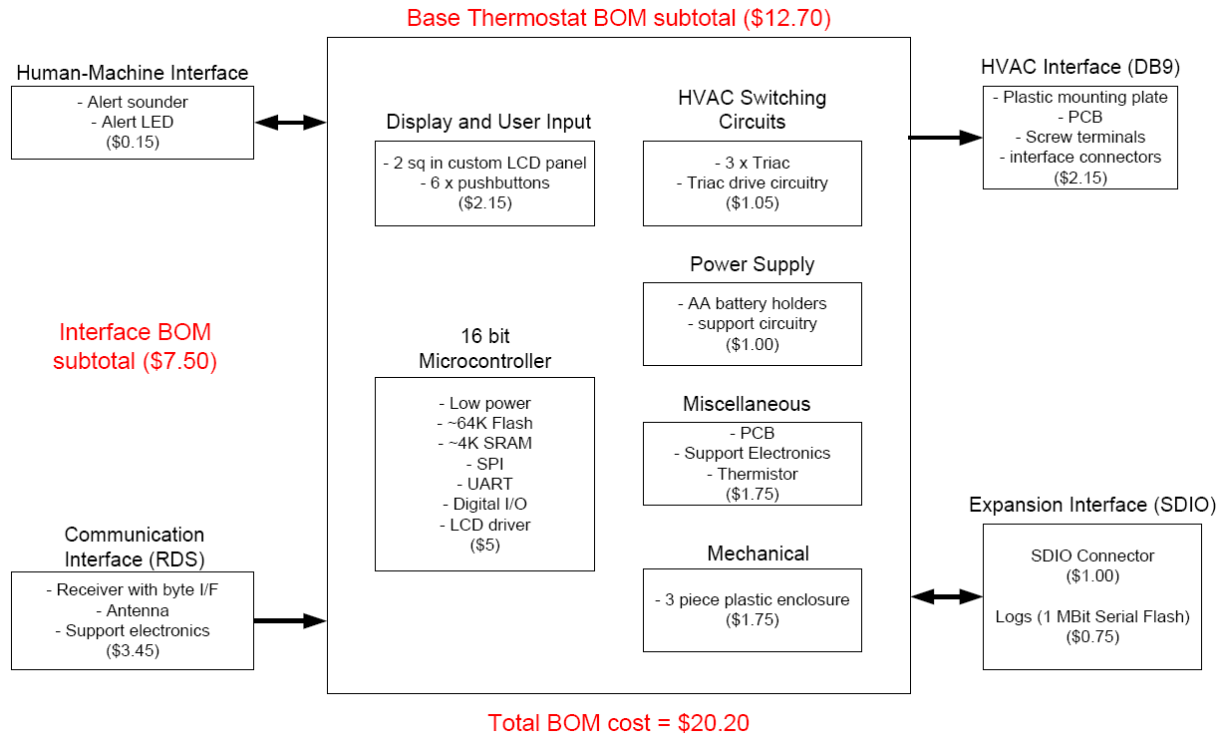 Base Thermostat BOM subtotal ($12.70)
Human-Machine Interface
- Alert sounder
- Alert LED
($0.15)
Display and User Input
- 2 sq in custom LCD panel
- 6 x pushbuttons
($2.15)
HVAC Switching
Circuits
- 3 x Triac
- Triac drive circuitry
($1.05)
HVAC Interface (DB9)
- Plastic mounting plate
- PCB
- Screw terminals
- interface connectors
($2.15)
Power Supply
- AA battery holders
- support circuitry
($1.00)
Interface BOM
subtotal ($7.50)
16 bit
Microcontroller
- Low power
- ~64K Flash
- ~4K SRAM
- SPI
- UART
- Digital I/O
- LCD driver
($5)
Miscellaneous
- PCB
- Support Electronics
- Thermistor
($1.75)
Communication
Interface (RDS)
- Receiver with byte I/F
- Antenna
- Support electronics
($3.45)
Mechanical
- 3 piece plastic enclosure
($1.75)
Expansion Interface (SDIO)
SDIO Connector
($1.00)
Logs (1 MBit Serial Flash)
($0.75)
Total BOM cost = $20.20